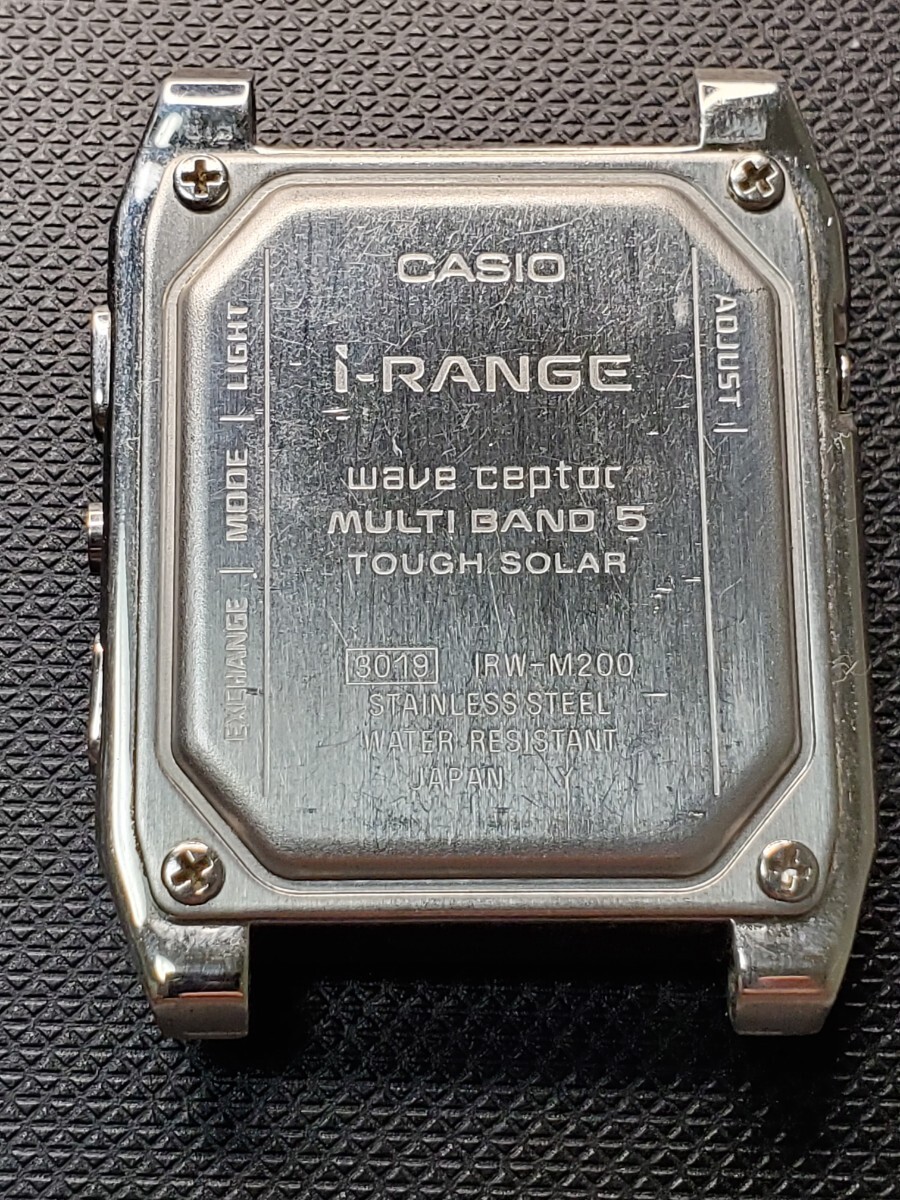 CASIO
i-RANGE
wave ceptor
MULTI BAND 5
TOUGH SOLAR
3019 IRW-M200
STAINLESS STEEL
WATER RESISTANT
JAPAN Y
EXCHANGE MODE LIGHT
ADJUST